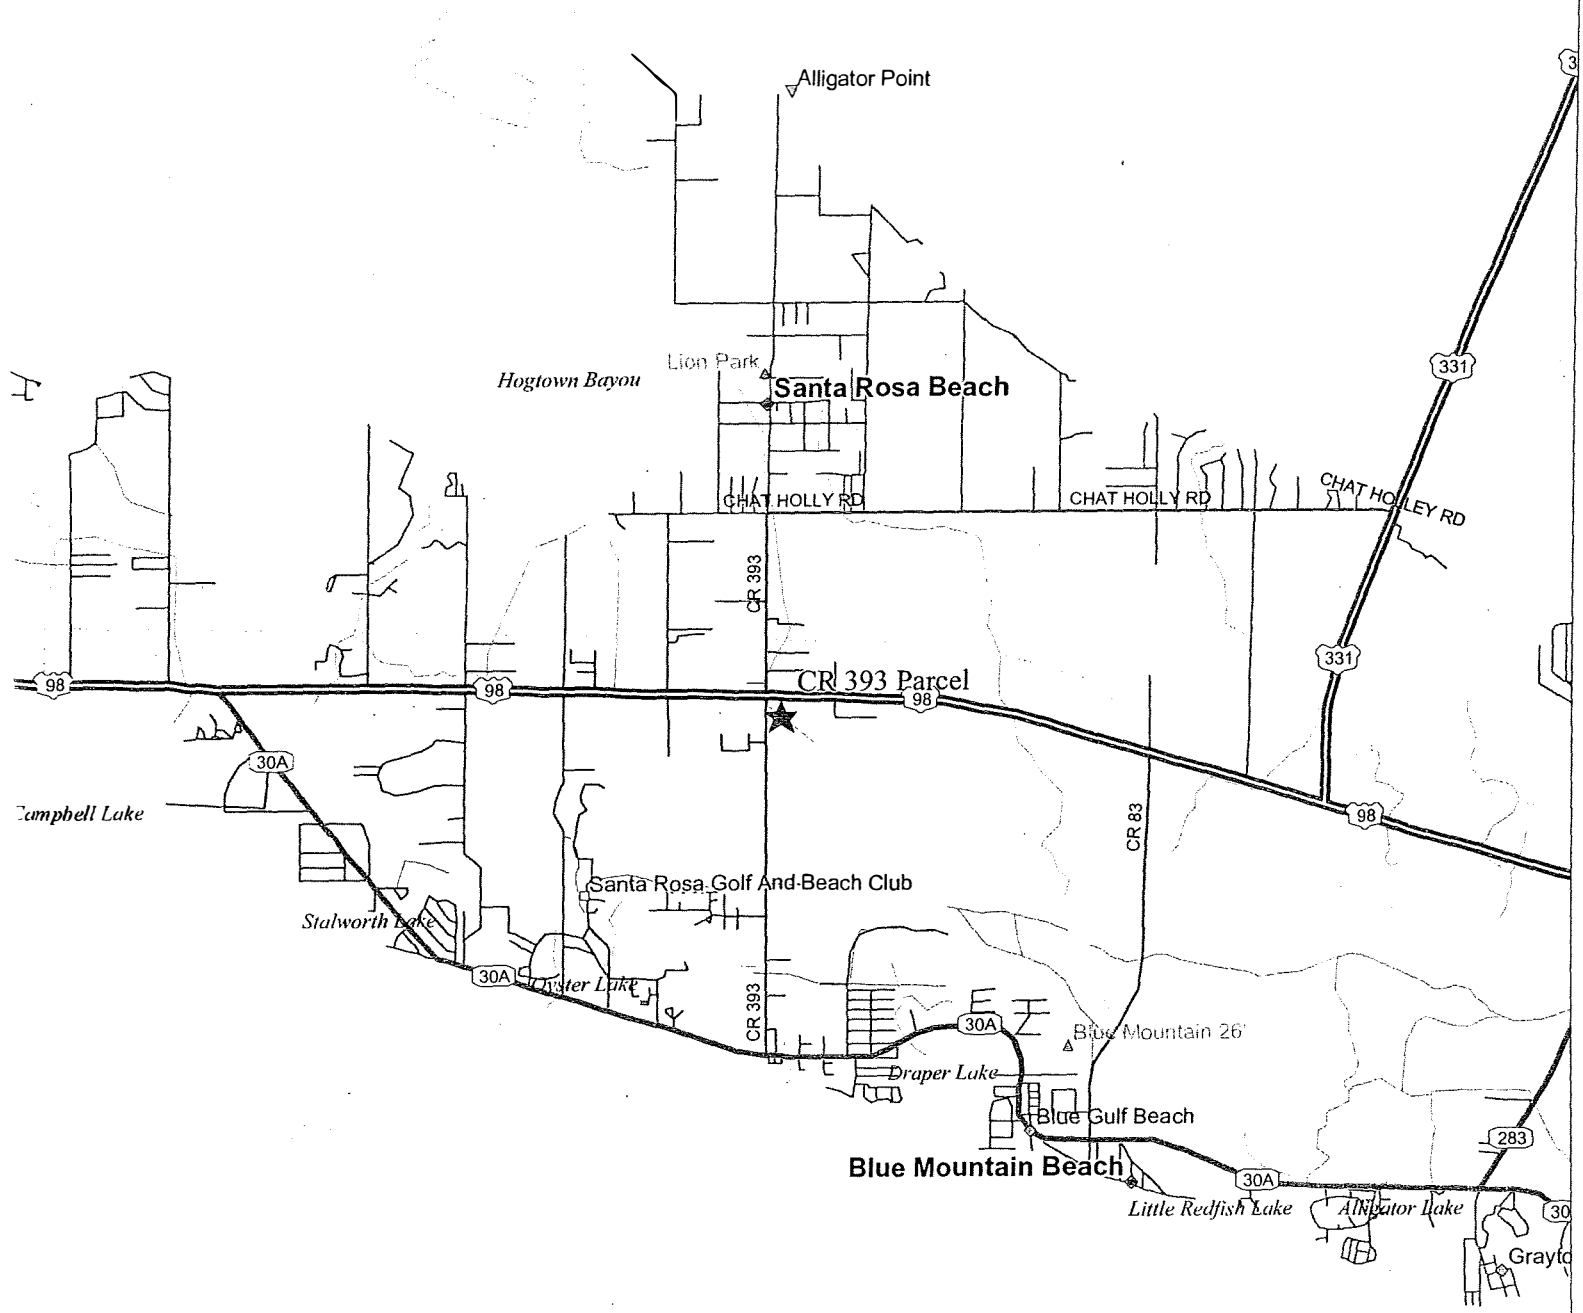 Alligator Point
Lion Park
Hogtown Bayou
Santa Rosa Beach
331
CHAT HOLLY RD
CHAT HOLLY RD
CHAT HOLLEY RD
CR 393
331
CR 393 Parcel
98
98
98
30A
98
Campbell Lake
CR 83
Santa Rosa Golf And Beach Club
Stalworth Lake
30A
Oyster Lake
CR 393
30A
Blue Mountain 26'
Draper Lake
Blue Gulf Beach
283
Blue Mountain Beach
30A
Little Redfish Lake
Alligator Lake
30